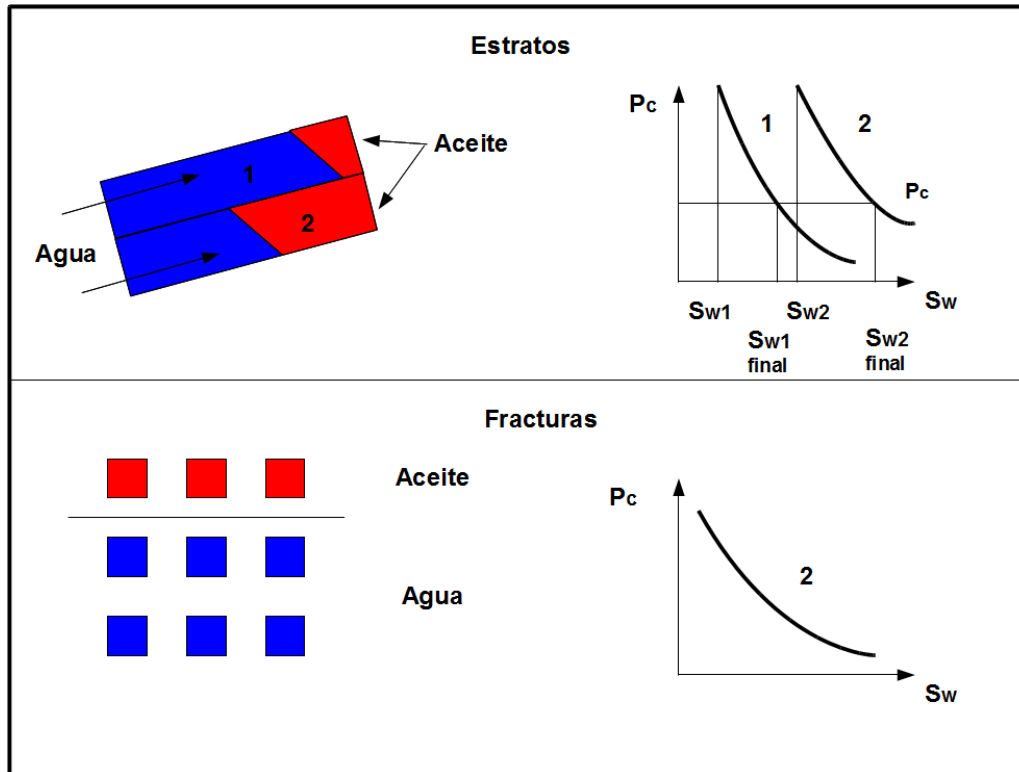 Estratos
1
2
Aceite
Agua
Pc
1
2
Pc
Sw1
Sw2
Sw
Sw1
final
Sw2
final
Fracturas
Aceite
Agua
Pc
2
Sw